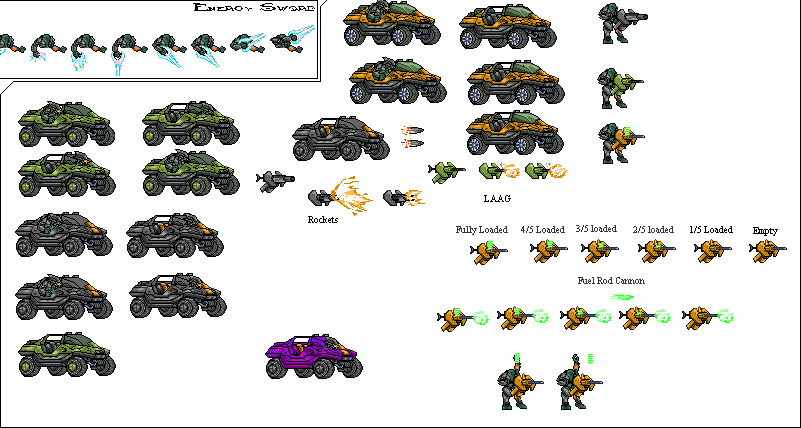 Energy Sword
LAAG
Rockets
Fully Loaded
4/5 Loaded
3/5 loaded
2/5 loaded
1/5 Loaded
Empty
Fuel Rod Cannon